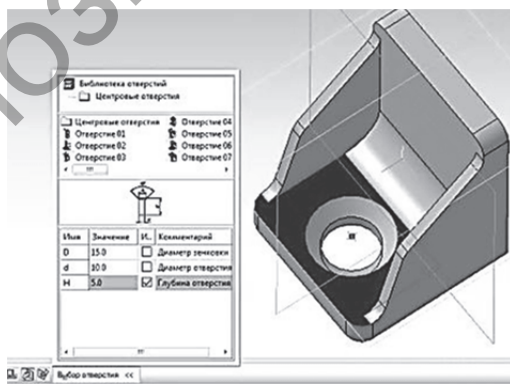 Библиотека отверстий
Центровые отверстия
Центровые отверстия
Отверстие 04
Отверстие 01
Отверстие 05
Отверстие 02
Отверстие 06
Отверстие 03
Отверстие 07
Имя Значение И.. Комментарий
D 15.0 Диаметр зенковки
d 10.0 Диаметр отверстия
H 5.0 Глубина отверстия
Выбор отверстия <<